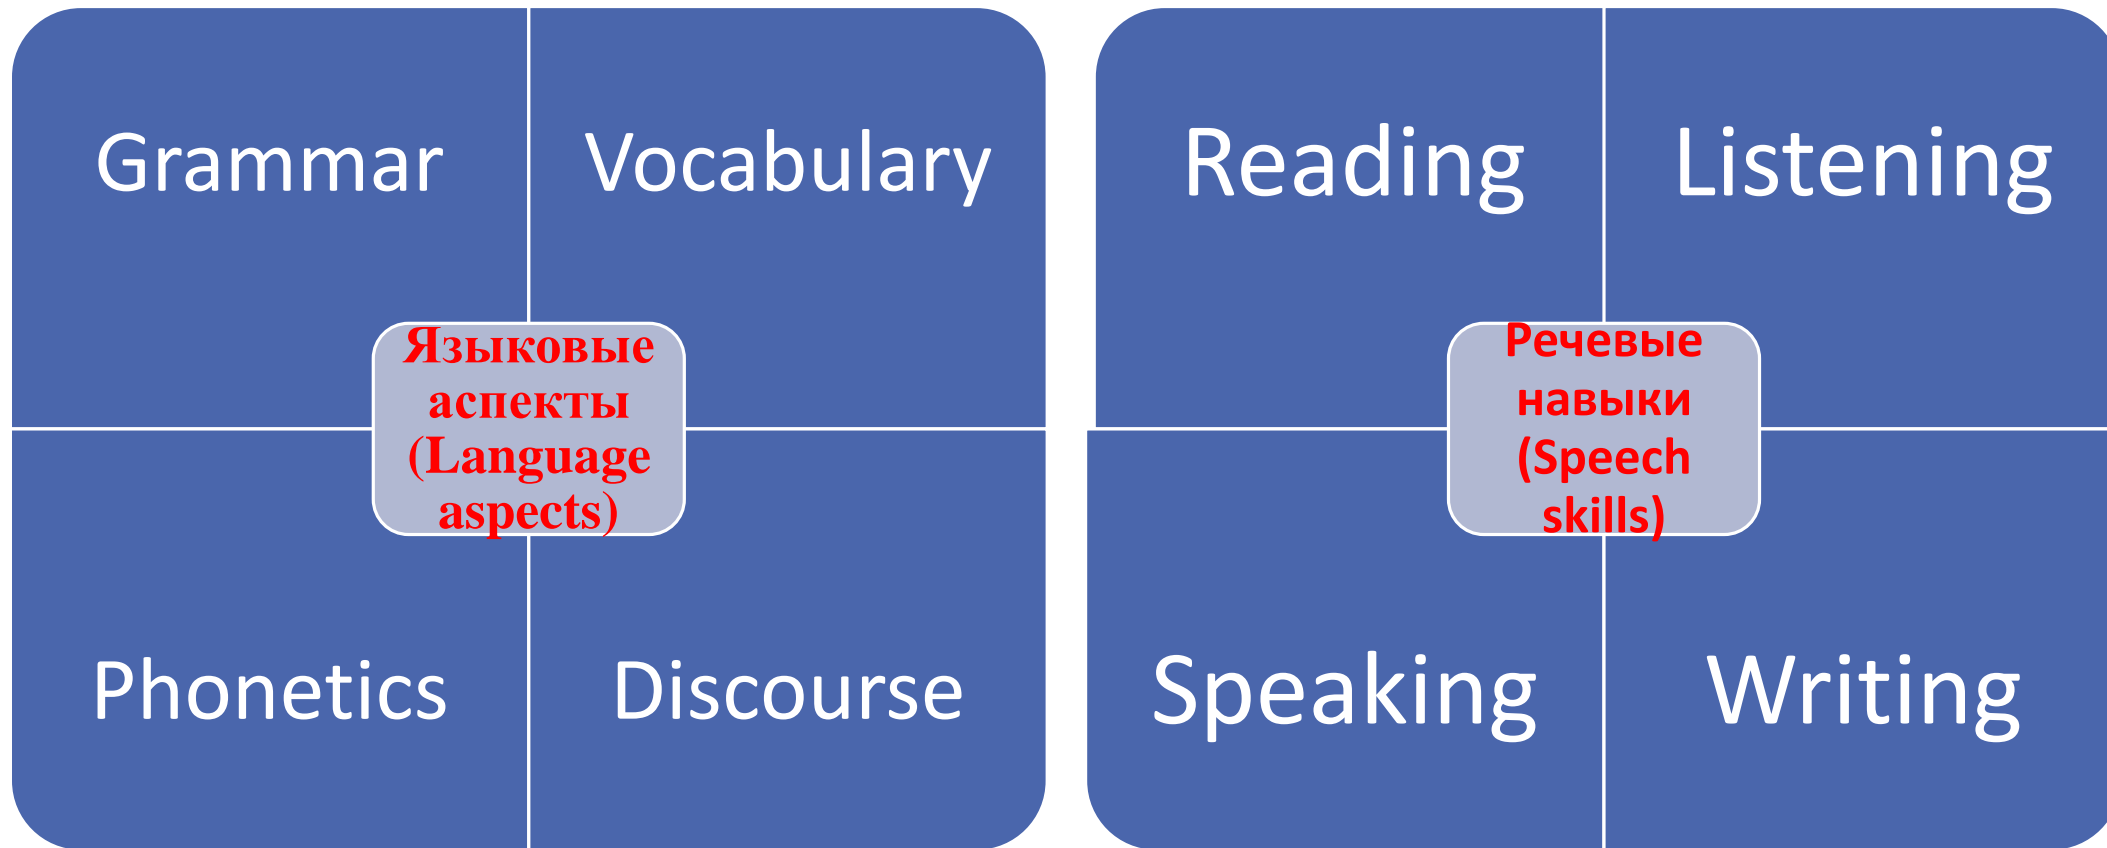 Grammar
Vocabulary
Языковые
аспекты
(Language
aspects)
Phonetics
Discourse
Reading
Listening
Речевые
навыки
(Speech
skills)
Speaking
Writing